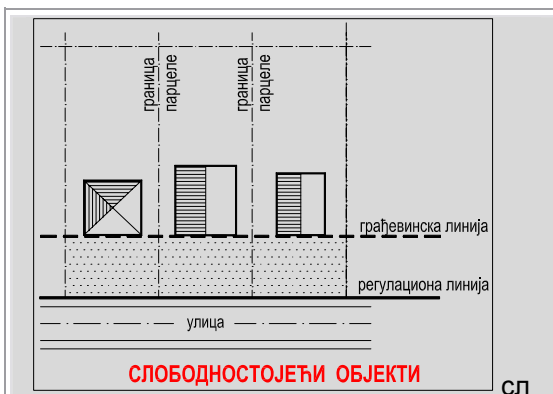 граница
парцеле
граница
парцеле
грађевинска линија
регулациона линија
улица
СЛОБОДНОСТОЈЕЋИ ОБЈЕКТИ
СЛ